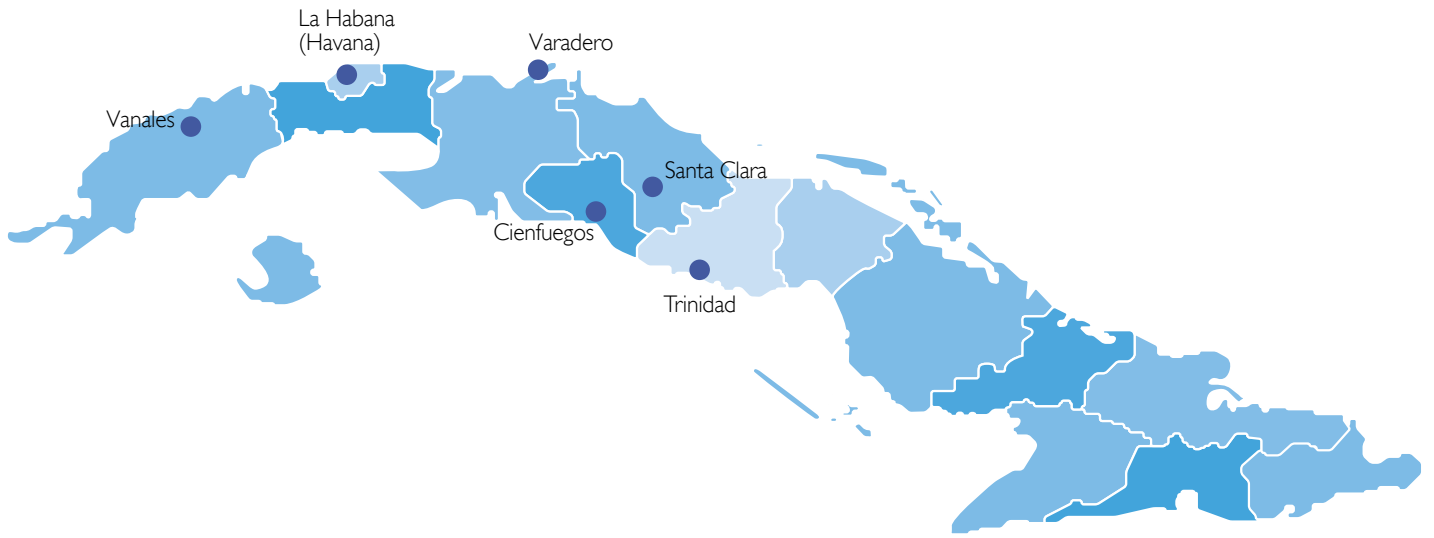 La Habana
(Havana)
Varadero
Vanales
Santa Clara
Cienfuegos
Trinidad